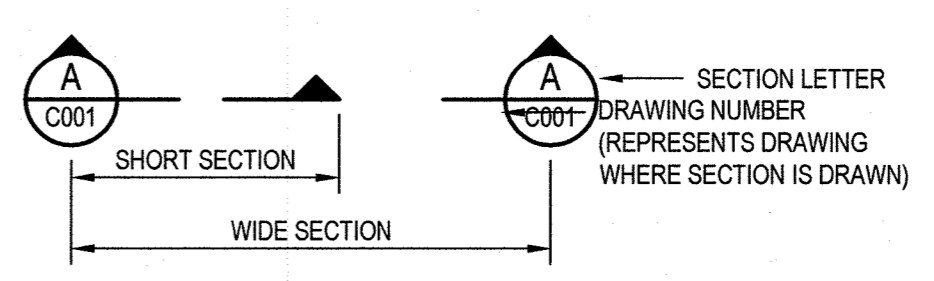 A
C001
A
C001
SECTION LETTER
DRAWING NUMBER
(REPRESENTS DRAWING
WHERE SECTION IS DRAWN)
SHORT SECTION
WIDE SECTION